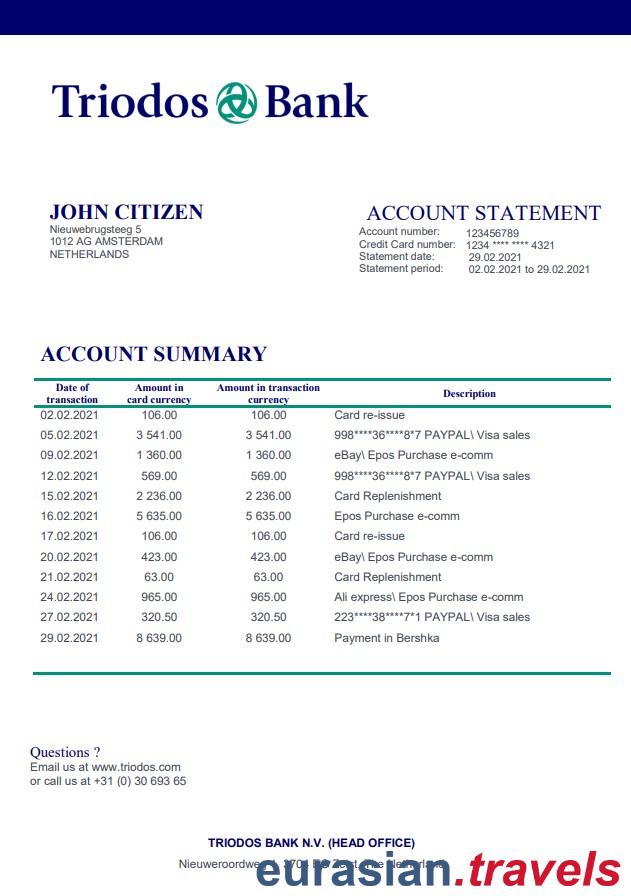 Triodos Bank
JOHN CITIZEN
Nieuwebrugsteeg 5
1012 AG AMSTERDAM
NETHERLANDS
ACCOUNT STATEMENT
Account number: 123456789
Credit Card number: 1234 **** **** 4321
Statement date: 29.02.2021
Statement period: 02.02.2021 to 29.02.2021
ACCOUNT SUMMARY
Date of transaction Amount in card currency Amount in transaction currency Description
02.02.2021 106.00 106.00 Card re-issue
05.02.2021 3 541.00 3 541.00 998****36****8*7 PAYPAL\ Visa sales
09.02.2021 1 360.00 1 360.00 eBay\ Epos Purchase e-comm
12.02.2021 569.00 569.00 998****36****8*7 PAYPAL\ Visa sales
15.02.2021 2 236.00 2 236.00 Card Replenishment
16.02.2021 5 635.00 5 635.00 Epos Purchase e-comm
17.02.2021 106.00 106.00 Card re-issue
20.02.2021 423.00 423.00 eBay\ Epos Purchase e-comm
21.02.2021 63.00 63.00 Card Replenishment
24.02.2021 965.00 965.00 Ali express\ Epos Purchase e-comm
27.02.2021 320.50 320.50 223****38****7*1 PAYPAL\ Visa sales
29.02.2021 8 639.00 8 639.00 Payment in Bershka
Questions ?
Email us at www.triodos.com
or call us at +31 (0) 30 693 65
TRIODOS BANK N.V. (HEAD OFFICE)
Nieuweroordweg 1, 3704 Zeist, The
eurasian.travels